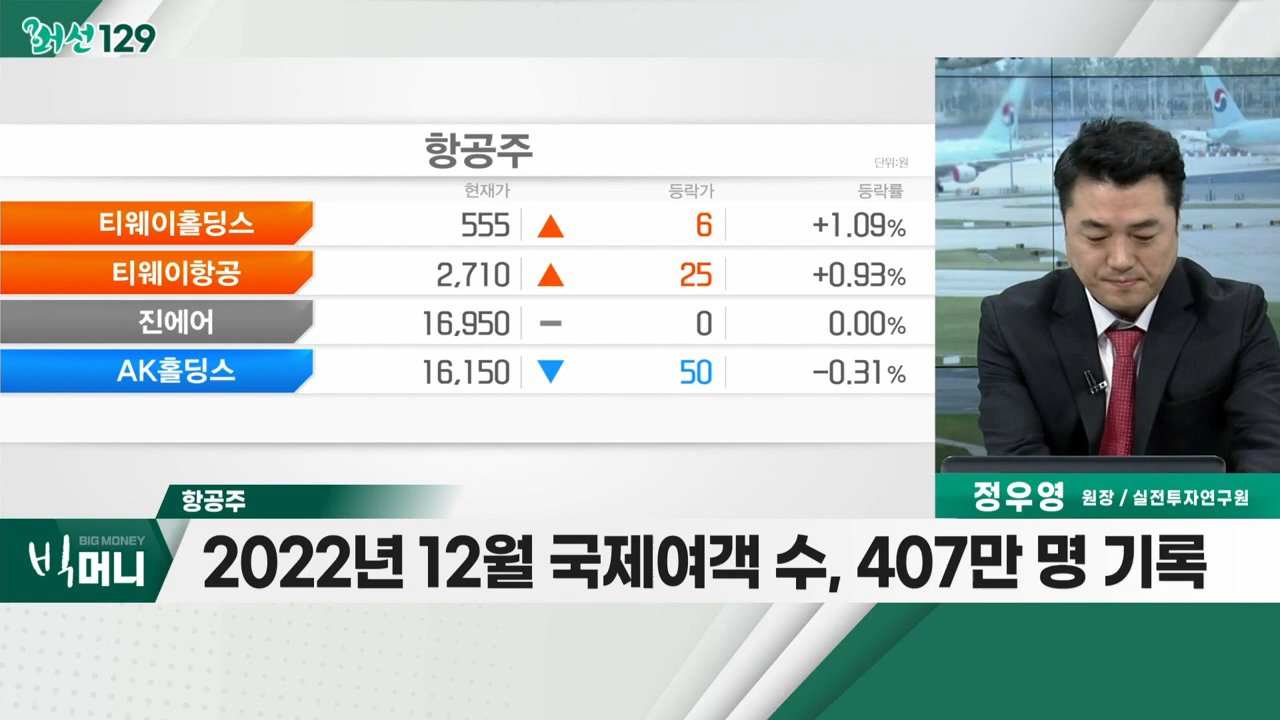 머선129
항공주
단위:원
현재가 등락가 등락률
티웨이홀딩스 555 ▲ 6 +1.09%
티웨이항공 2,710 ▲ 25 +0.93%
진에어 16,950 - 0 0.00%
AK홀딩스 16,150 ▼ 50 -0.31%
정우영 원장 / 실전투자연구원
항공주
BIG MONEY
빅머니
2022년 12월 국제여객 수, 407만 명 기록